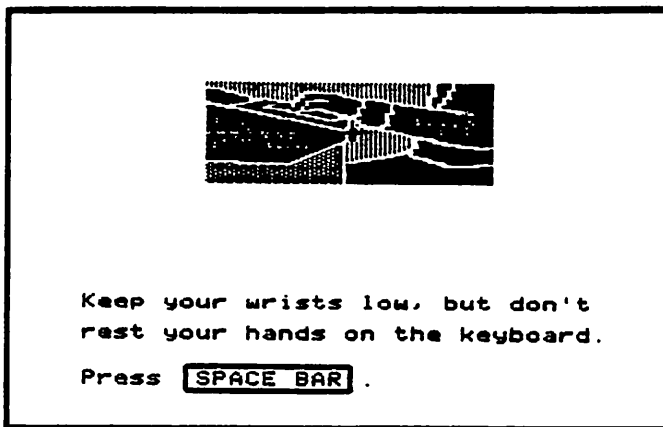 Keep your wrists low, but don't
rest your hands on the keyboard.
Press SPACE BAR.